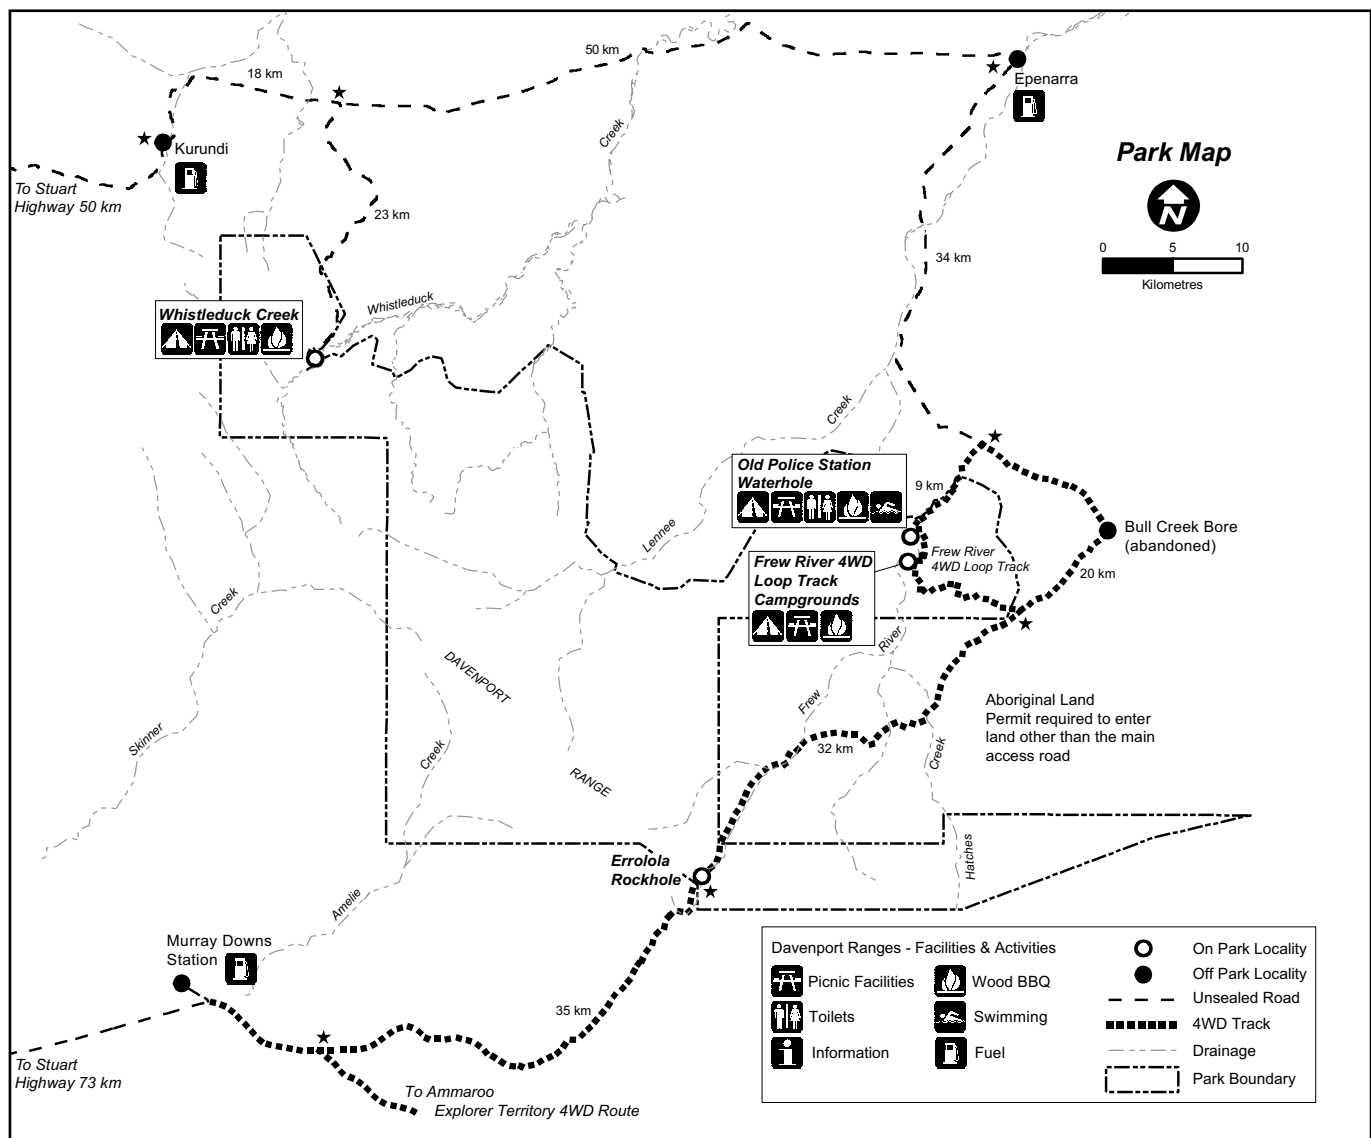 50 km
18 km
Epenarra
Creek
Kurundi
Park Map
N
To Stuart
Highway 50 km
23 km
0 5 10
Kilometres
34 km
Whistleduck
Whistleduck Creek
Creek
Old Police Station
Waterhole
9 km
Lennee
Bull Creek Bore
(abandoned)
Frew River
4WD Loop Track
Frew River 4WD
Loop Track
Campgrounds
20 km
Creek
River
DAVENPORT
Frew
Aboriginal Land
Permit required to enter
land other than the main
access road
Skinner
Creek
32 km
Creek
RANGE
Errolola
Rockhole
Hatches
Amelie
Murray Downs
Station
35 km
To Stuart
Highway 73 km
To Ammaroo
Explorer Territory 4WD Route
Davenport Ranges - Facilities & Activities
Picnic Facilities
Wood BBQ
Toilets
Swimming
Information
Fuel
On Park Locality
Off Park Locality
Unsealed Road
4WD Track
Drainage
Park Boundary